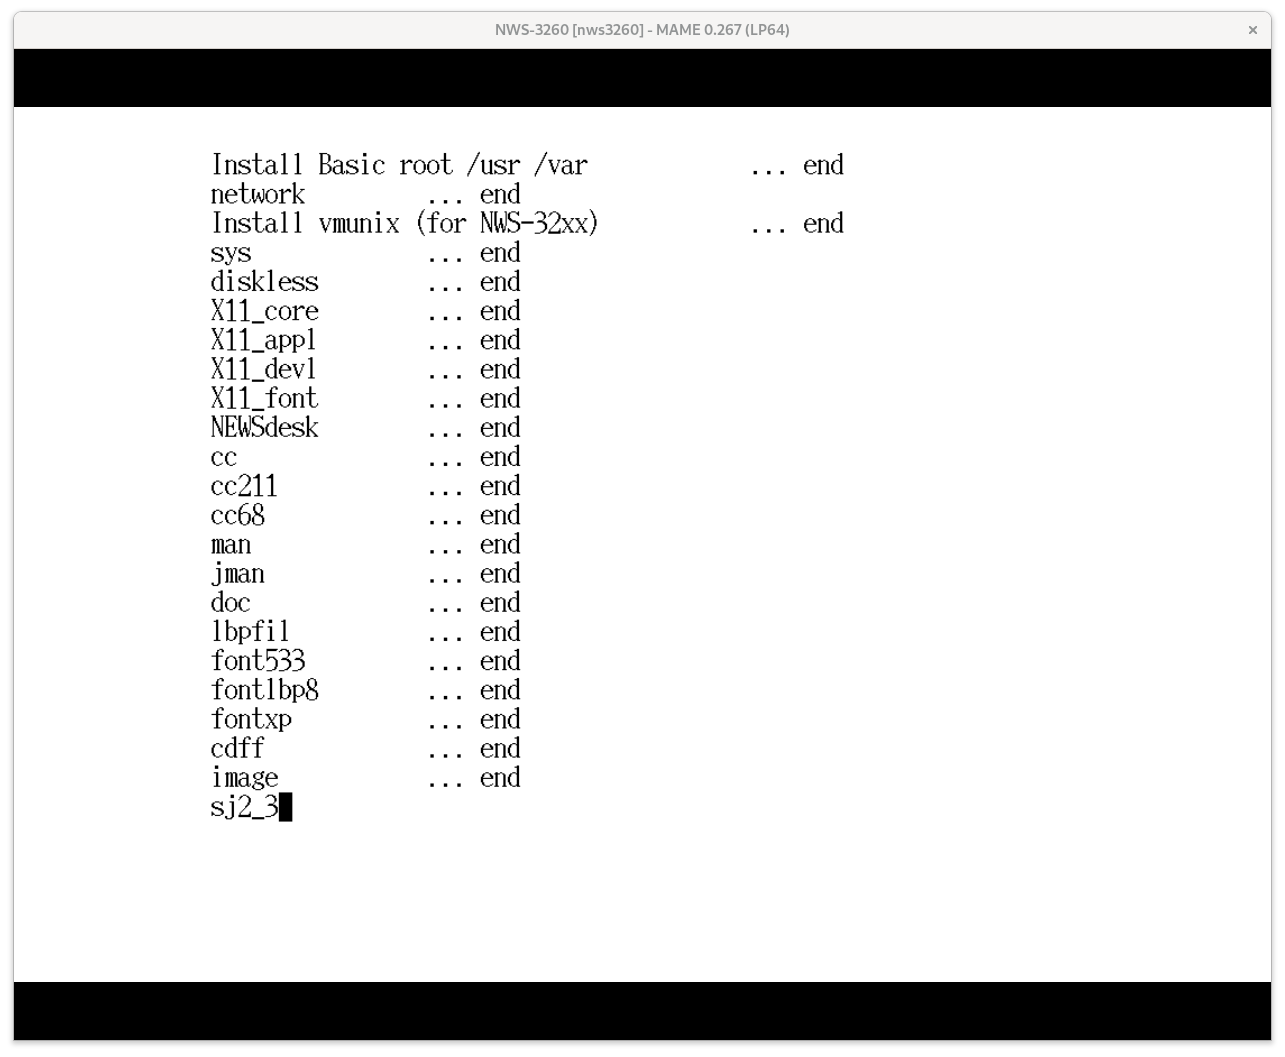 NWS-3260 [nws3260] - MAME 0.267 (LP64)
Install Basic root /usr /var ... end
network ... end
Install vmunix (for NWS-32xx) ... end
sys ... end
diskless ... end
X11_core ... end
X11_appl ... end
X11_devl ... end
X11_font ... end
NEWSdesk ... end
cc ... end
cc211 ... end
cc68 ... end
man ... end
jman ... end
doc ... end
lbpfil ... end
font533 ... end
fontlbp8 ... end
fontxp ... end
cdff ... end
image ... end
sj2_3